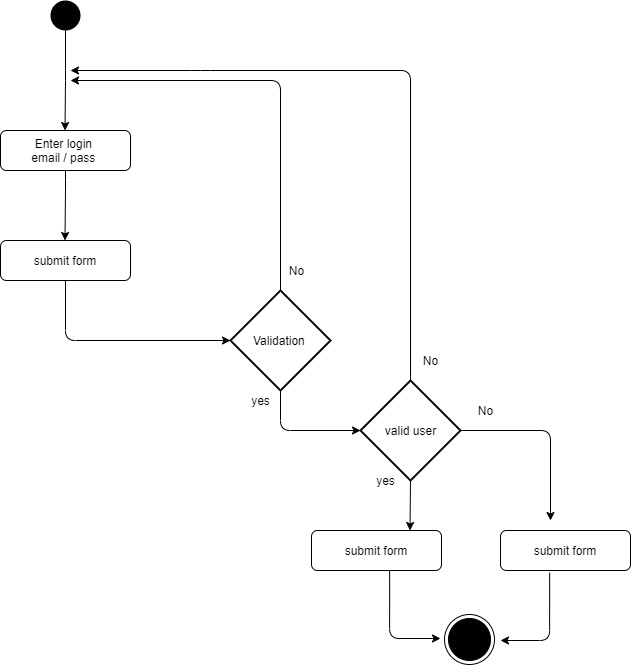 Enter login
email / pass
submit form
No
Validation
yes
No
No
valid user
yes
submit form
submit form